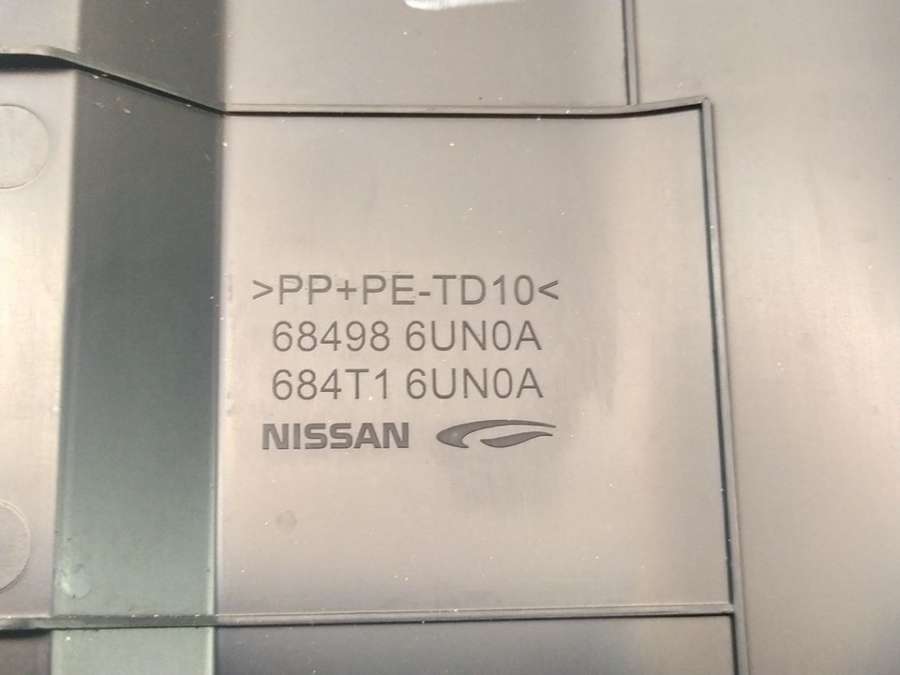 >PP+PE-TD10<
68498 6UN0A
684T1 6UN0A
NISSAN